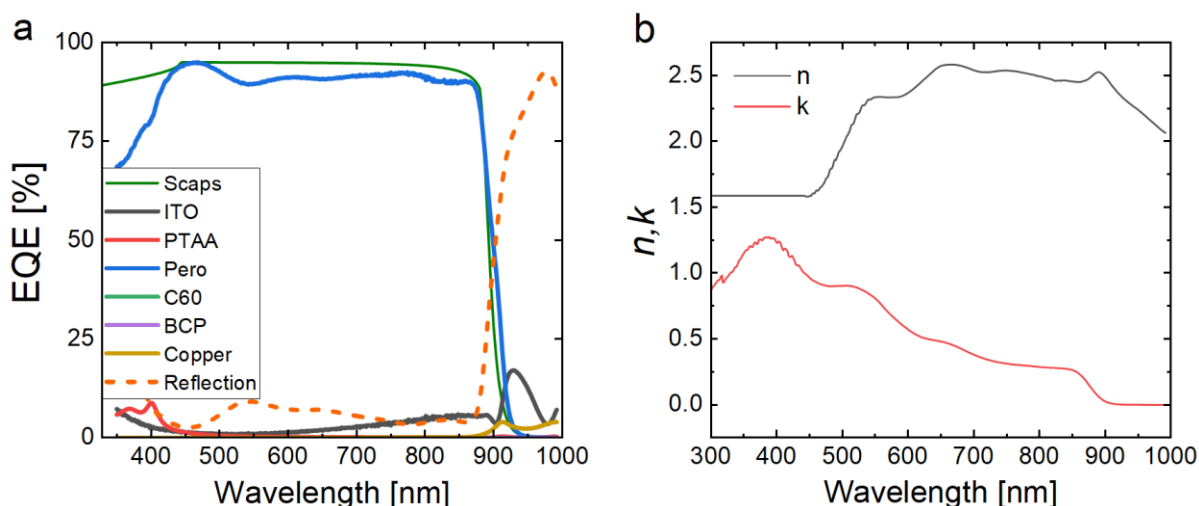 a
EQE [%]
100
75
50
25
0
Scaps
ITO
PTAA
Pero
C60
BCP
Copper
Reflection
400 500 600 700 800 900 1000
Wavelength [nm]
b
n,k
2.5
2.0
1.5
1.0
0.5
0.0
n
k
300 400 500 600 700 800 900 1000
Wavelength [nm]